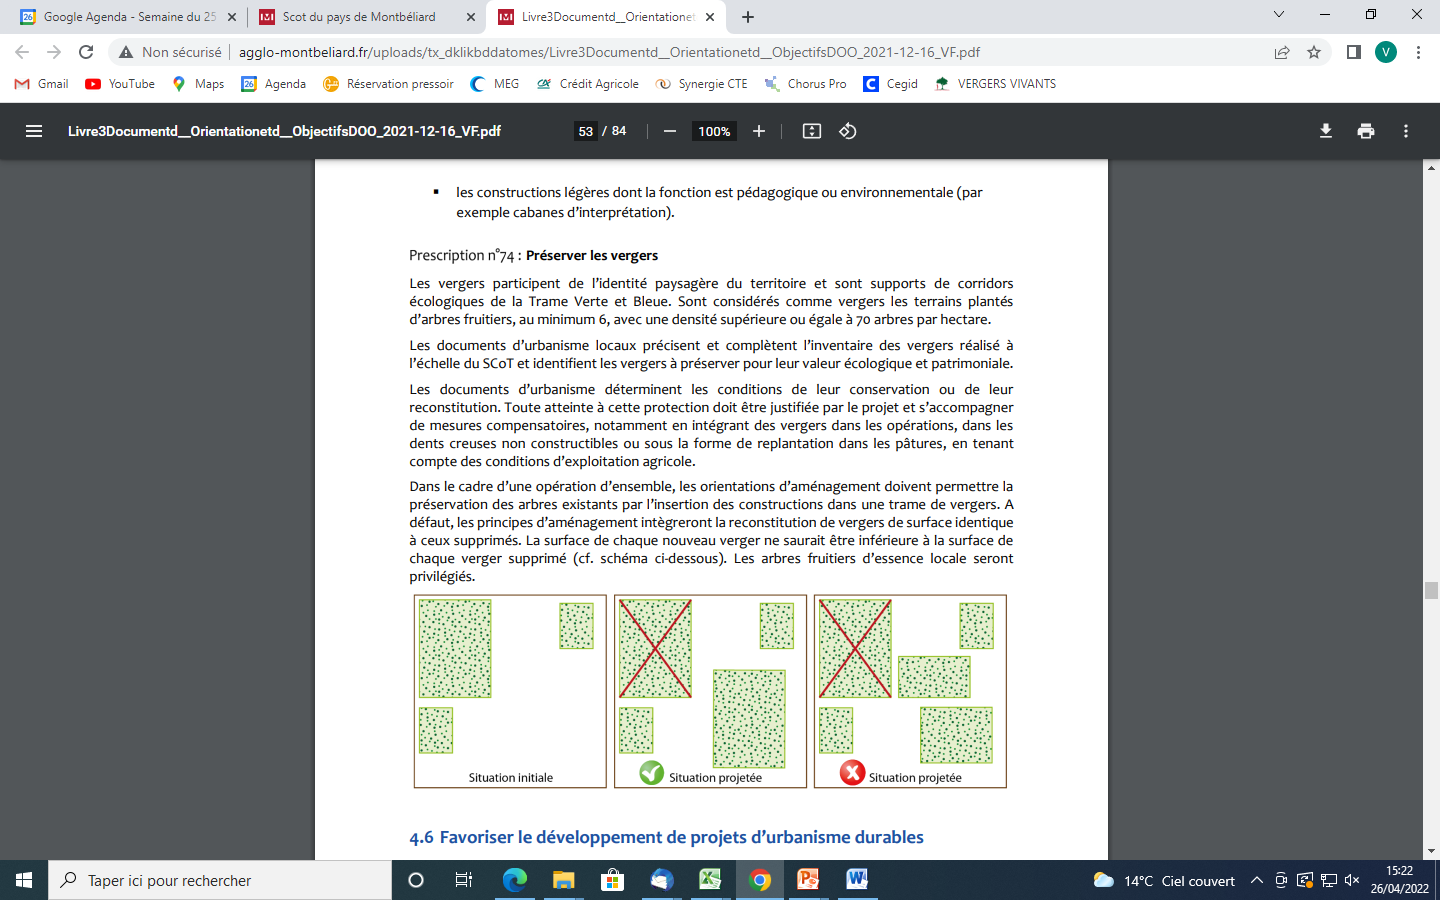 Google Agenda - Semaine du 25
Scot du pays de Montbéliard
Livre3Documentd__Orientationet
Non sécurisé
agglo-montbeliard.fr/uploads/tx_dklikbddatomes/Livre3Documentd__Orientationetd__ObjectifsDOO_2021-12-16_VF.pdf
V
Gmail
YouTube
Maps
26
Agenda
Réservation pressoir
MEG
Crédit Agricole
Synergie CTE
Chorus Pro
Cegid
VERGERS VIVANTS
Livre3Documentd__Orientationetd__ObjectifsDOO_2021-12-16_VF.pdf
53 / 84
100%
▪ les constructions légères dont la fonction est pédagogique ou environnementale (par
exemple cabanes d’interprétation).
Prescription n°74 : Préserver les vergers
Les vergers participent de l’identité paysagère du territoire et sont supports de corridors
écologiques de la Trame Verte et Bleue. Sont considérés comme vergers les terrains plantés
d’arbres fruitiers, au minimum 6, avec une densité supérieure ou égale à 70 arbres par hectare.
Les documents d’urbanisme locaux précisent et complètent l’inventaire des vergers réalisé à
l’échelle du SCoT et identifient les vergers à préserver pour leur valeur écologique et patrimoniale.
Les documents d’urbanisme déterminent les conditions de leur conservation ou de leur
reconstitution. Toute atteinte à cette protection doit être justifiée par le projet et s’accompagner
de mesures compensatoires, notamment en intégrant des vergers dans les opérations, dans les
dents creuses non constructibles ou sous la forme de replantation dans les pâtures, en tenant
compte des conditions d’exploitation agricole.
Dans le cadre d’une opération d’ensemble, les orientations d’aménagement doivent permettre la
préservation des arbres existants par l’insertion des constructions dans une trame de vergers. A
défaut, les principes d’aménagement intègreront la reconstitution de vergers de surface identique
à ceux supprimés. La surface de chaque nouveau verger ne saurait être inférieure à la surface de
chaque verger supprimé (cf. schéma ci-dessous). Les arbres fruitiers d’essence locale seront
privilégiés.
Situation initiale
Situation projetée
Situation projetée
4.6 Favoriser le développement de projets d’urbanisme durables
Taper ici pour rechercher
14°C Ciel couvert
15:22
26/04/2022